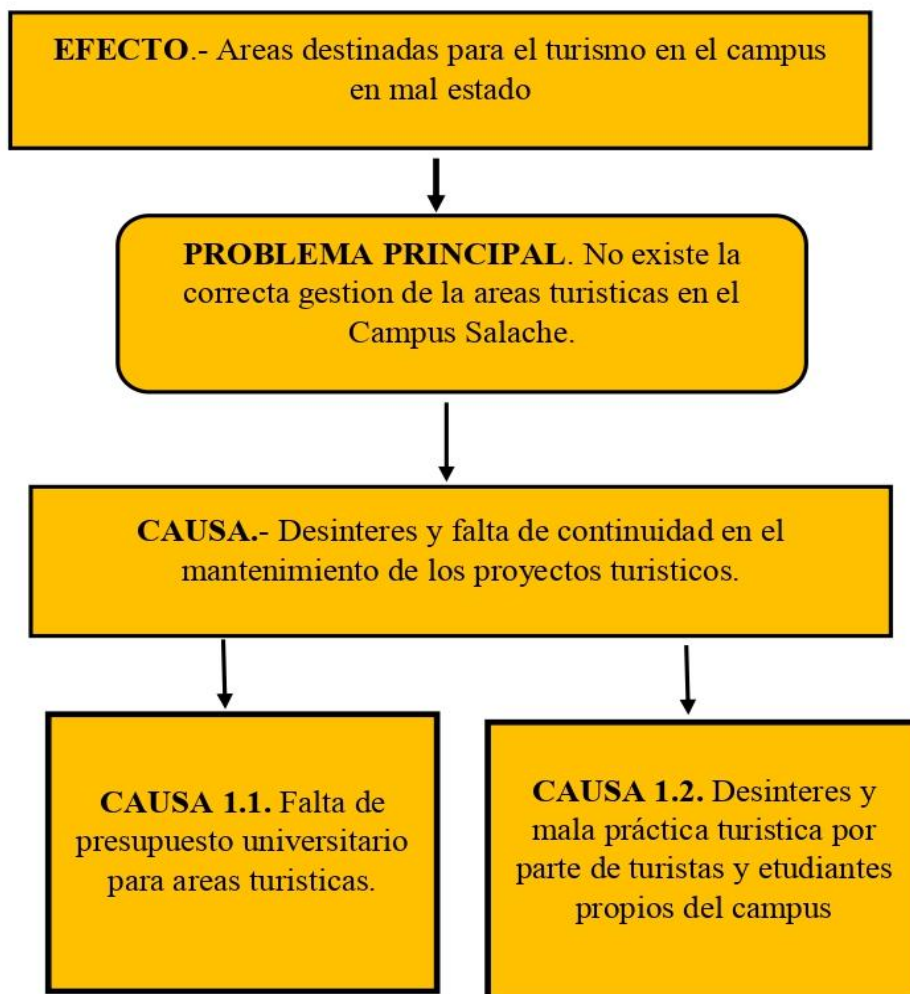 EFECTO.- Areas destinadas para el turismo en el campus
en mal estado
PROBLEMA PRINCIPAL. No existe la
correcta gestion de la areas turisticas en el
Campus Salache.
CAUSA.- Desinteres y falta de continuidad en el
mantenimiento de los proyectos turisticos.
CAUSA 1.1. Falta de
presupuesto universitario
para areas turisticas.
CAUSA 1.2. Desinteres y
mala práctica turistica por
parte de turistas y etudiantes
propios del campus